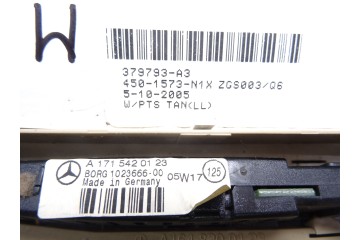 W
379793-A3
450-1573-N1X ZGS003/Q6
5-10-2005
W/PTS TAN(LL)
A 171 542 01 23
BORG 1023666-00 05W17 125
Made in Germany